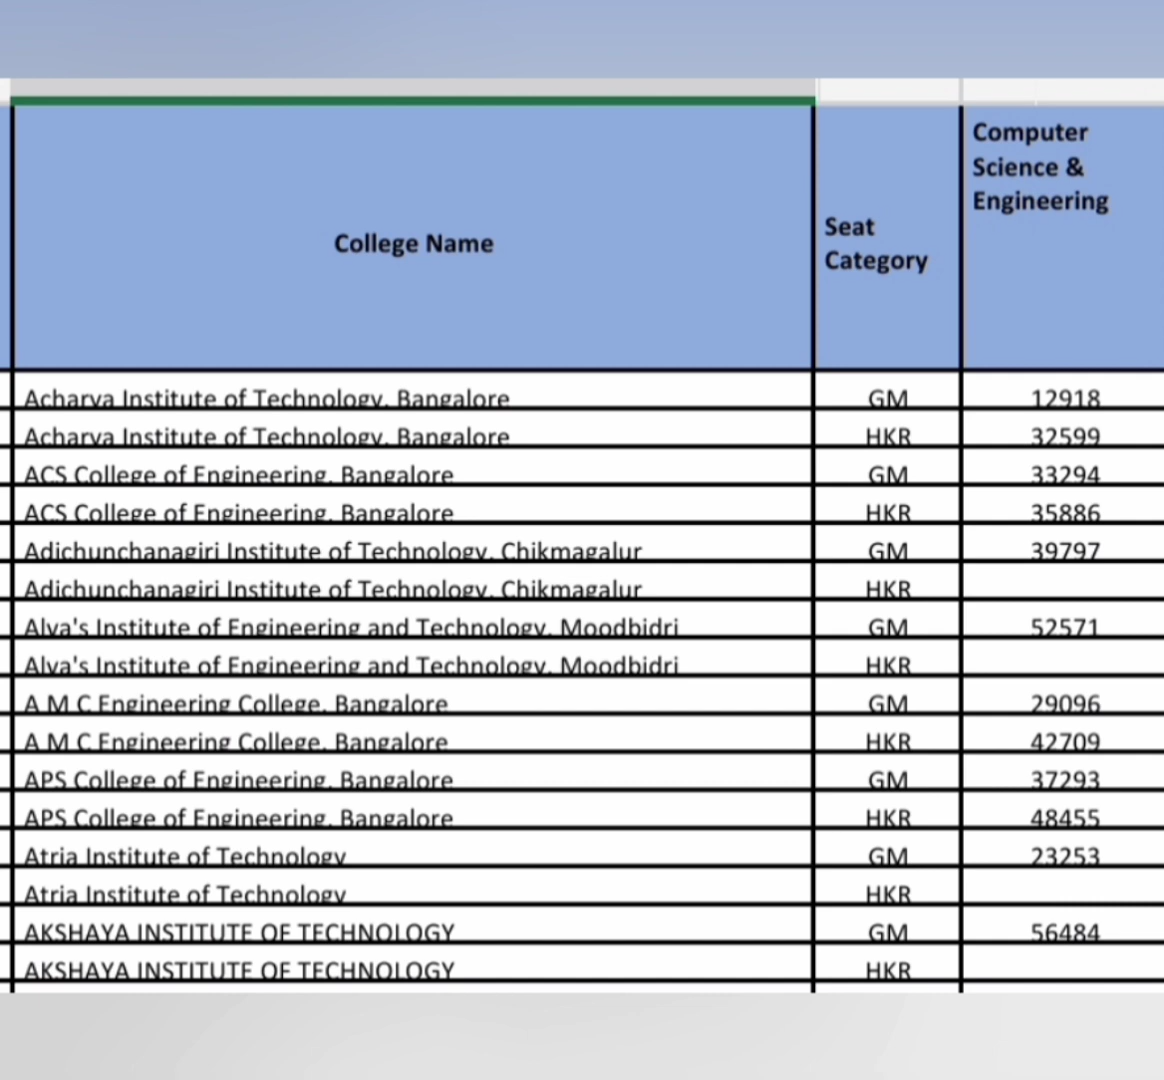 College Name
Seat
Category
Computer
Science &
Engineering
Acharya Institute of Technology, Bangalore GM 12918
Acharya Institute of Technology, Bangalore HKR 32599
ACS College of Engineering, Bangalore GM 33294
ACS College of Engineering, Bangalore HKR 35886
Adichunchanagiri Institute of Technology, Chikmagalur GM 39797
Adichunchanagiri Institute of Technology, Chikmagalur HKR
Alva's Institute of Engineering and Technology, Moodbidri GM 52571
Alva's Institute of Engineering and Technology, Moodbidri HKR
A M C Engineering College, Bangalore GM 29096
A M C Engineering College, Bangalore HKR 42709
APS College of Engineering, Bangalore GM 37293
APS College of Engineering, Bangalore HKR 48455
Atria Institute of Technology GM 23253
Atria Institute of Technology HKR
AKSHAYA INSTITUTE OF TECHNOLOGY GM 56484
AKSHAYA INSTITUTE OF TECHNOLOGY HKR